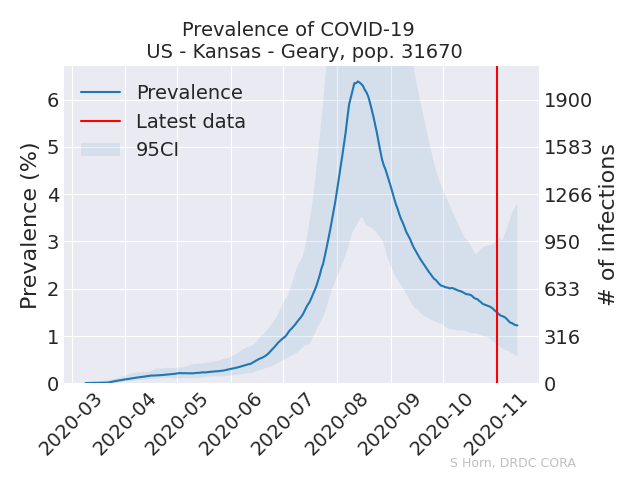 Prevalence of COVID-19
US - Kansas - Geary, pop. 31670
Prevalence
Latest data
95CI
Prevalence (%)
6
5
4
3
2
1
0
1900
1583
1266
950
633
316
0
# of infections
2020-03
2020-04
2020-05
2020-06
2020-07
2020-08
2020-09
2020-10
2020-11
S Horn, DRDC CORA